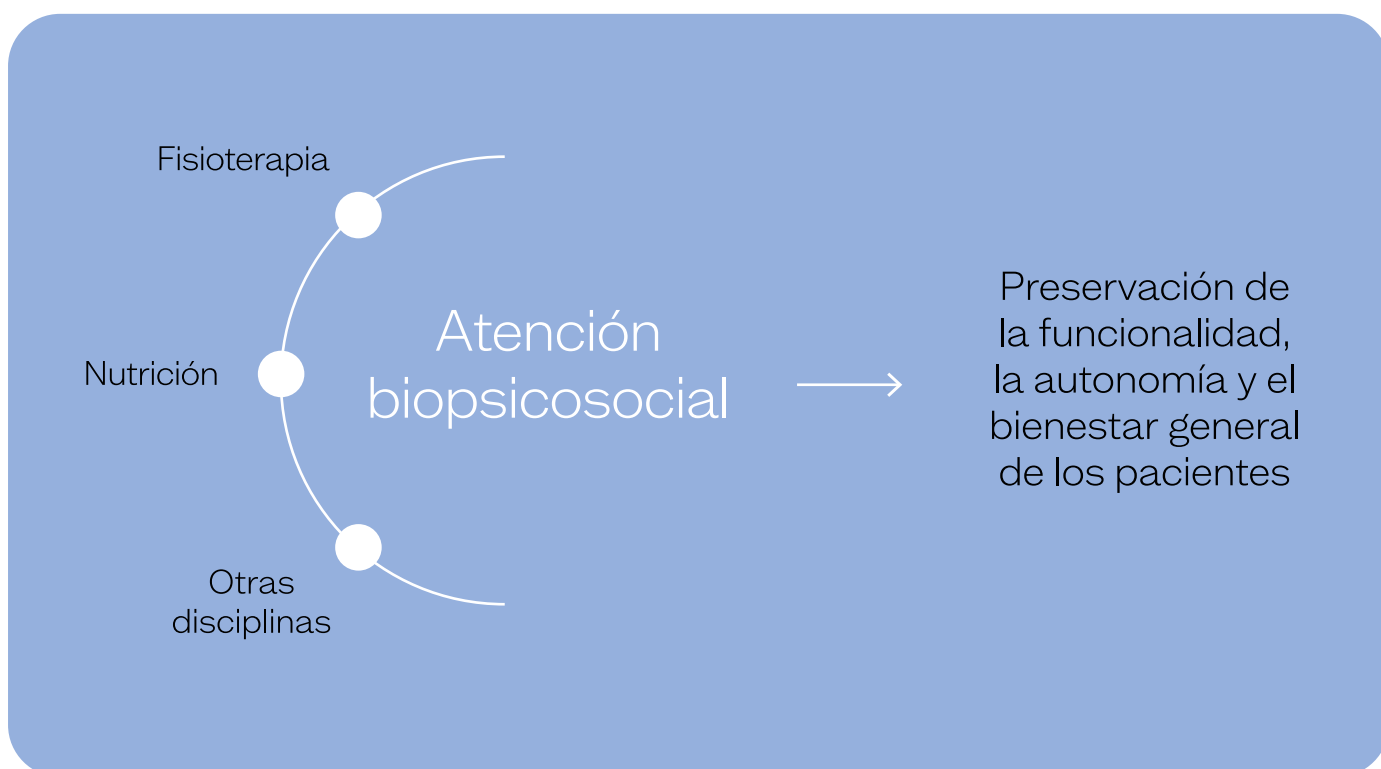 Fisioterapia
Nutrición
Otras
disciplinas
Atención
biopsicosocial
Preservación de
la funcionalidad,
la autonomía y el
bienestar general
de los pacientes